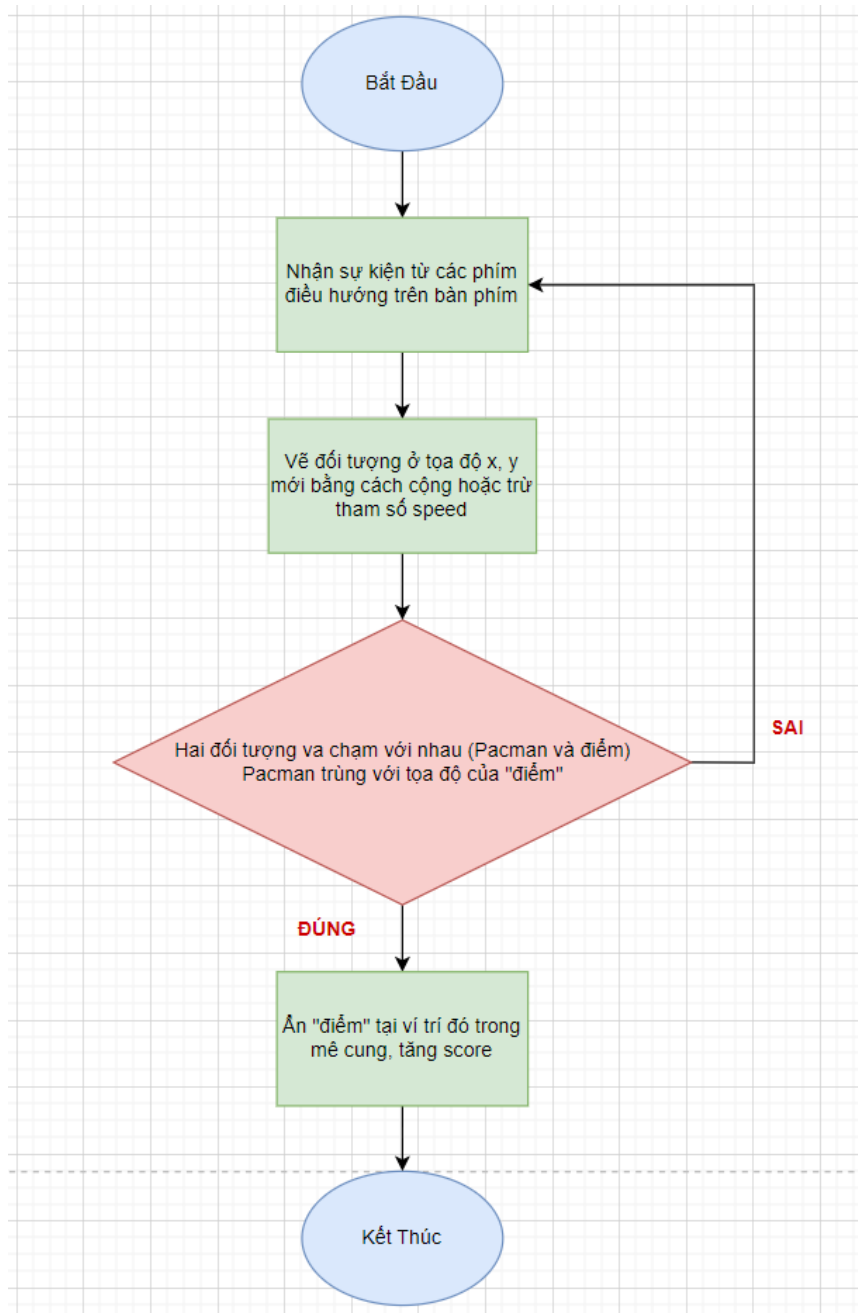 Bắt Đầu
Nhận sự kiện từ các phím
điều hướng trên bàn phím
Vẽ đối tượng ở tọa độ x, y
mới bằng cách cộng hoặc trừ
tham số speed
Hai đối tượng va chạm với nhau (Pacman và điểm)
Pacman trùng với tọa độ của "điểm"
SAI
ĐÚNG
Ẩn "điểm" tại ví trí đó trong
mê cung, tăng score
Kết Thúc